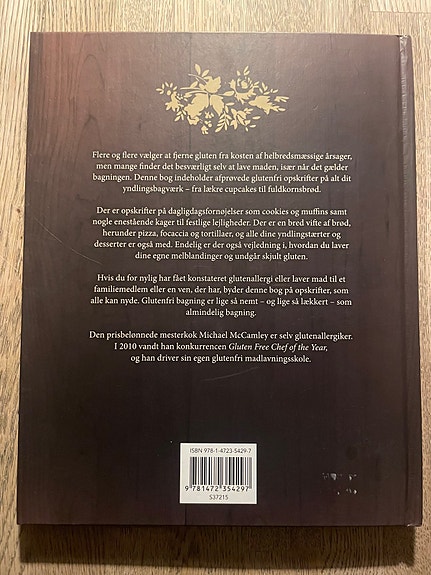 Flere og flere vælger at fjerne gluten fra kosten af helbredsmæssige årsager,
men mange finder det besværligt selv at lave maden, især når det gælder
bagningen. Denne bog indeholder afprøvede glutenfri opskrifter på alt dit
yndlingsbagværk – fra lækre cupcakes til fuldkornsbrød.
Der er opskrifter på dagligdagsfornøjelser som cookies og muffins samt
nogle enestående kager til festlige lejligheder. Der er en bred vifte af brød,
herunder pizza, focaccia og tortillaer, og alle dine yndlingstærter og
desserter er også med. Endelig er der også vejledning i, hvordan du laver
dine egne melblandinger og undgår skjult gluten.
Hvis du for nylig har fået konstateret glutenallergi eller laver mad til et
familiemedlem eller en ven, der har, byder denne bog på opskrifter, som
alle kan nyde. Glutenfri bagning er lige så nemt – og lige så lækkert – som
almindelig bagning.
Den prisbelønnede mesterkok Michael McCamley er selv glutenallergiker.
I 2010 vandt han konkurrencen Gluten Free Chef of the Year,
og han driver sin egen glutenfri madlavningsskole.
ISBN 978-1-4723-5429-7
9 781472 354297
S37215